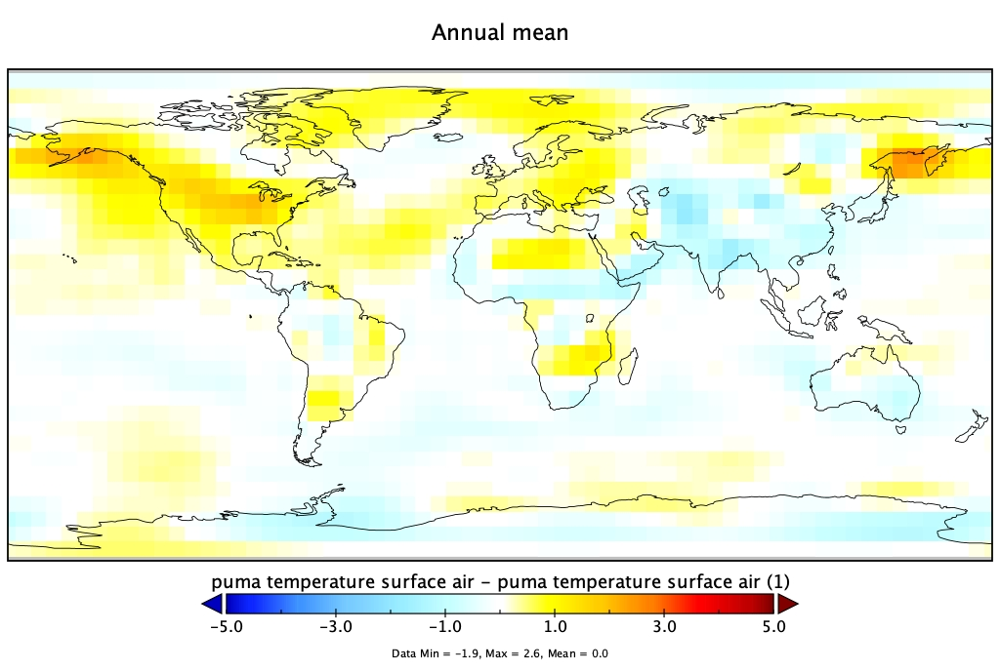 Annual mean
puma temperature surface air − puma temperature surface air (1)
−5.0 −3.0 −1.0 1.0 3.0 5.0
Data Min = −1.9, Max = 2.6, Mean = 0.0